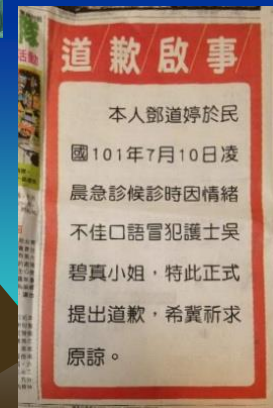 道歉啟事
本人鄧道婷於民
國101年7月10日凌
晨急診候診時因情緒
不佳口語冒犯護士吳
碧真小姐，特此正式
提出道歉，希冀祈求
原諒。